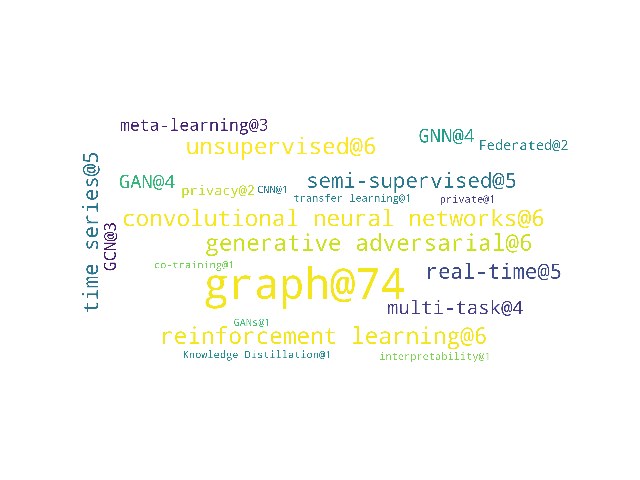 meta-learning@3
GNN@4
unsupervised@6
Federated@2
time series@5
GAN@4
semi-supervised@5
privacy@2
CNN@1
transfer learning@1
private@1
convolutional neural networks@6
GCN@3
generative adversarial@6
co-training@1
graph@74
real-time@5
multi-task@4
GANs@1
reinforcement learning@6
Knowledge Distillation@1
interpretability@1